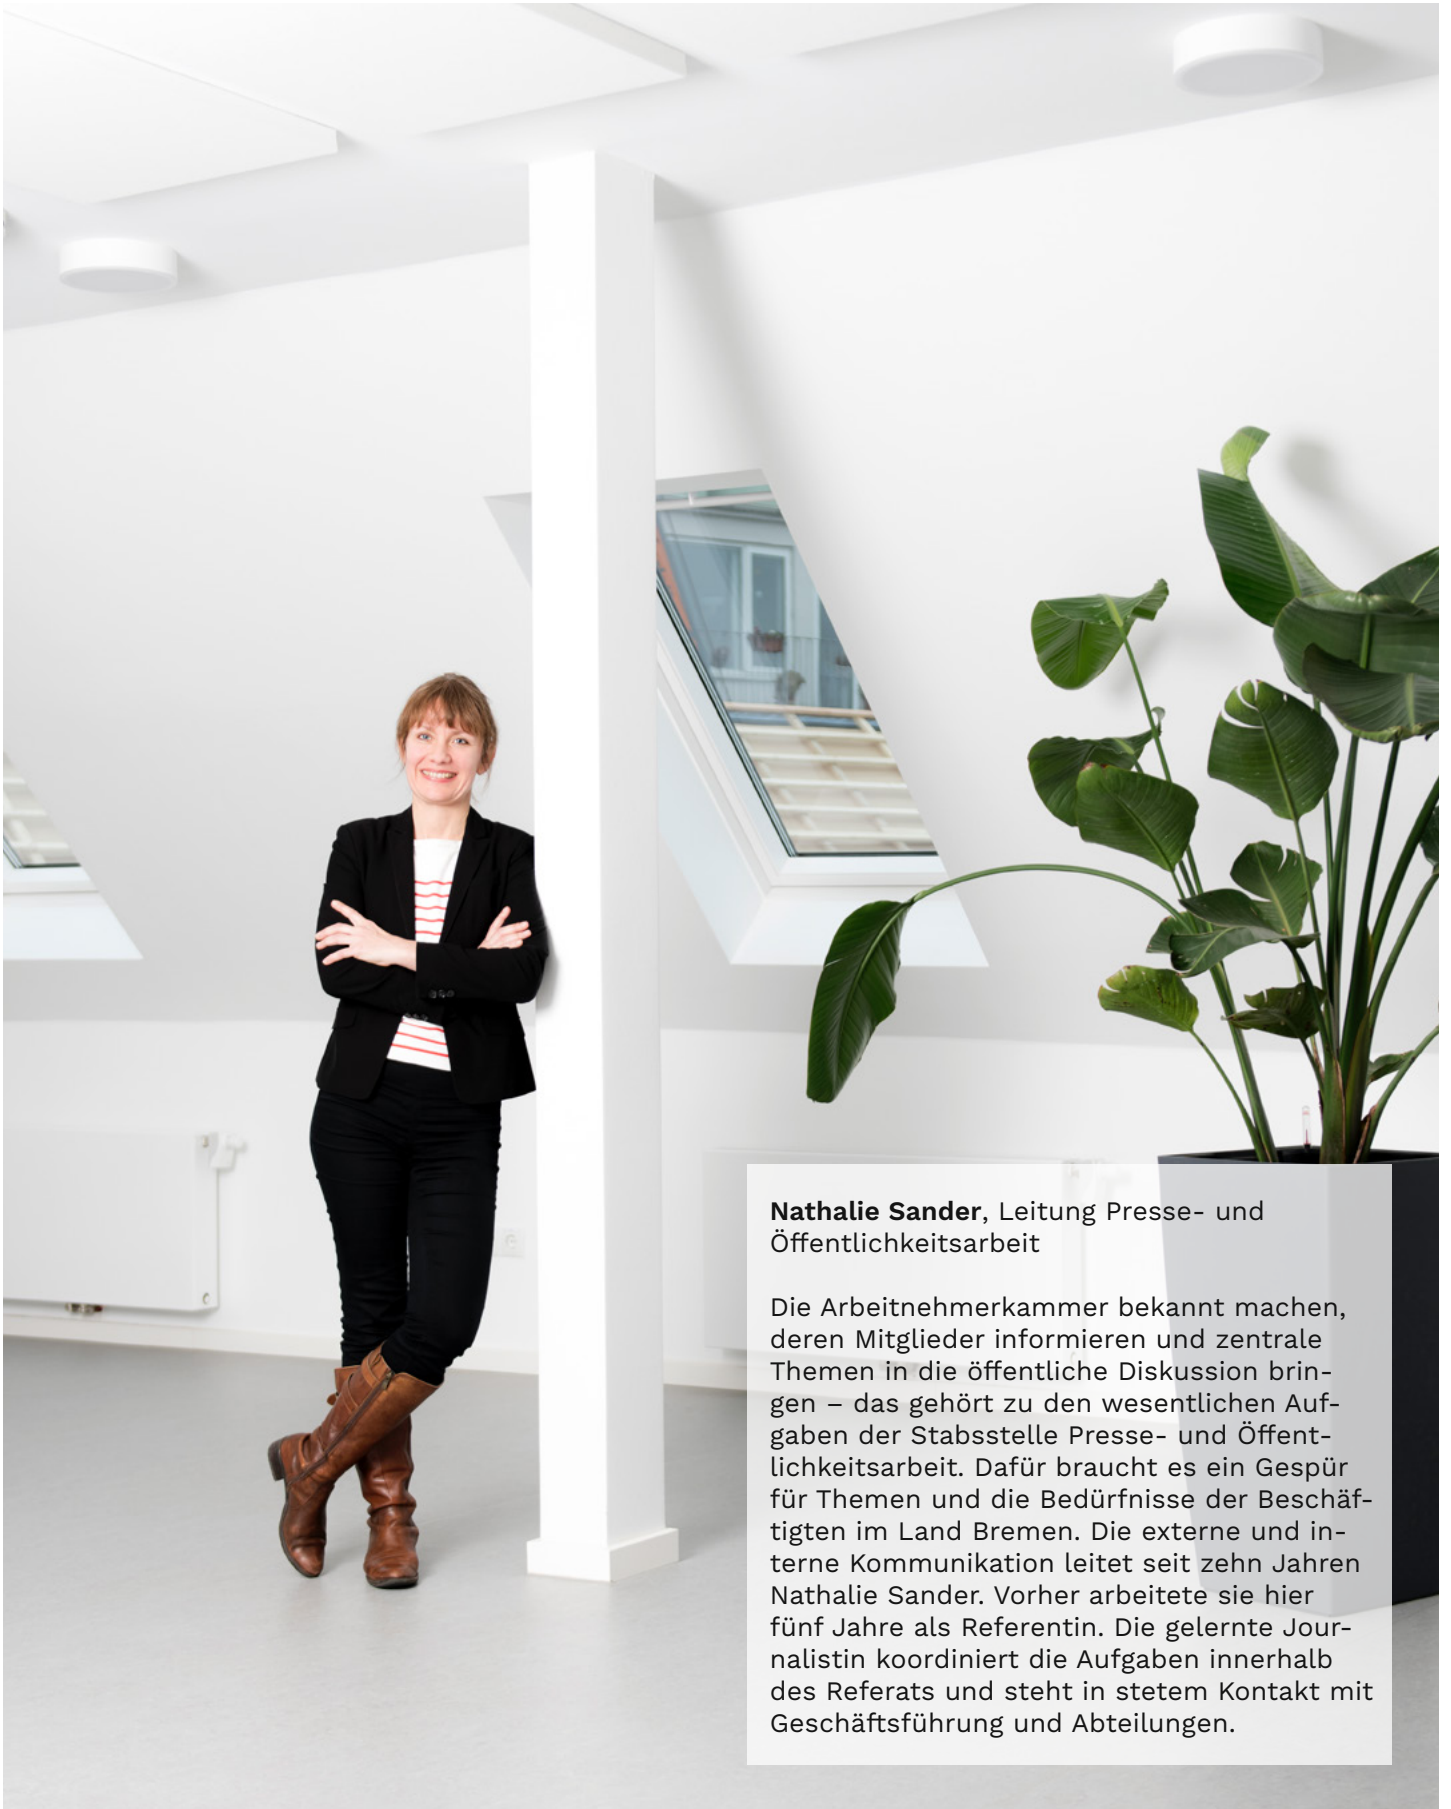 Nathalie Sander, Leitung Presse- und
Öffentlichkeitsarbeit
Die Arbeitnehmerkammer bekannt machen,
deren Mitglieder informieren und zentrale
Themen in die öffentliche Diskussion brin-
gen – das gehört zu den wesentlichen Auf-
gaben der Stabsstelle Presse- und Öffent-
lichkeitsarbeit. Dafür braucht es ein Gespür
für Themen und die Bedürfnisse der Beschäf-
tigten im Land Bremen. Die externe und in-
terne Kommunikation leitet seit zehn Jahren
Nathalie Sander. Vorher arbeitete sie hier
fünf Jahre als Referentin. Die gelernte Jour-
nalistin koordiniert die Aufgaben innerhalb
des Referats und steht in stetem Kontakt mit
Geschäftsführung und Abteilungen.